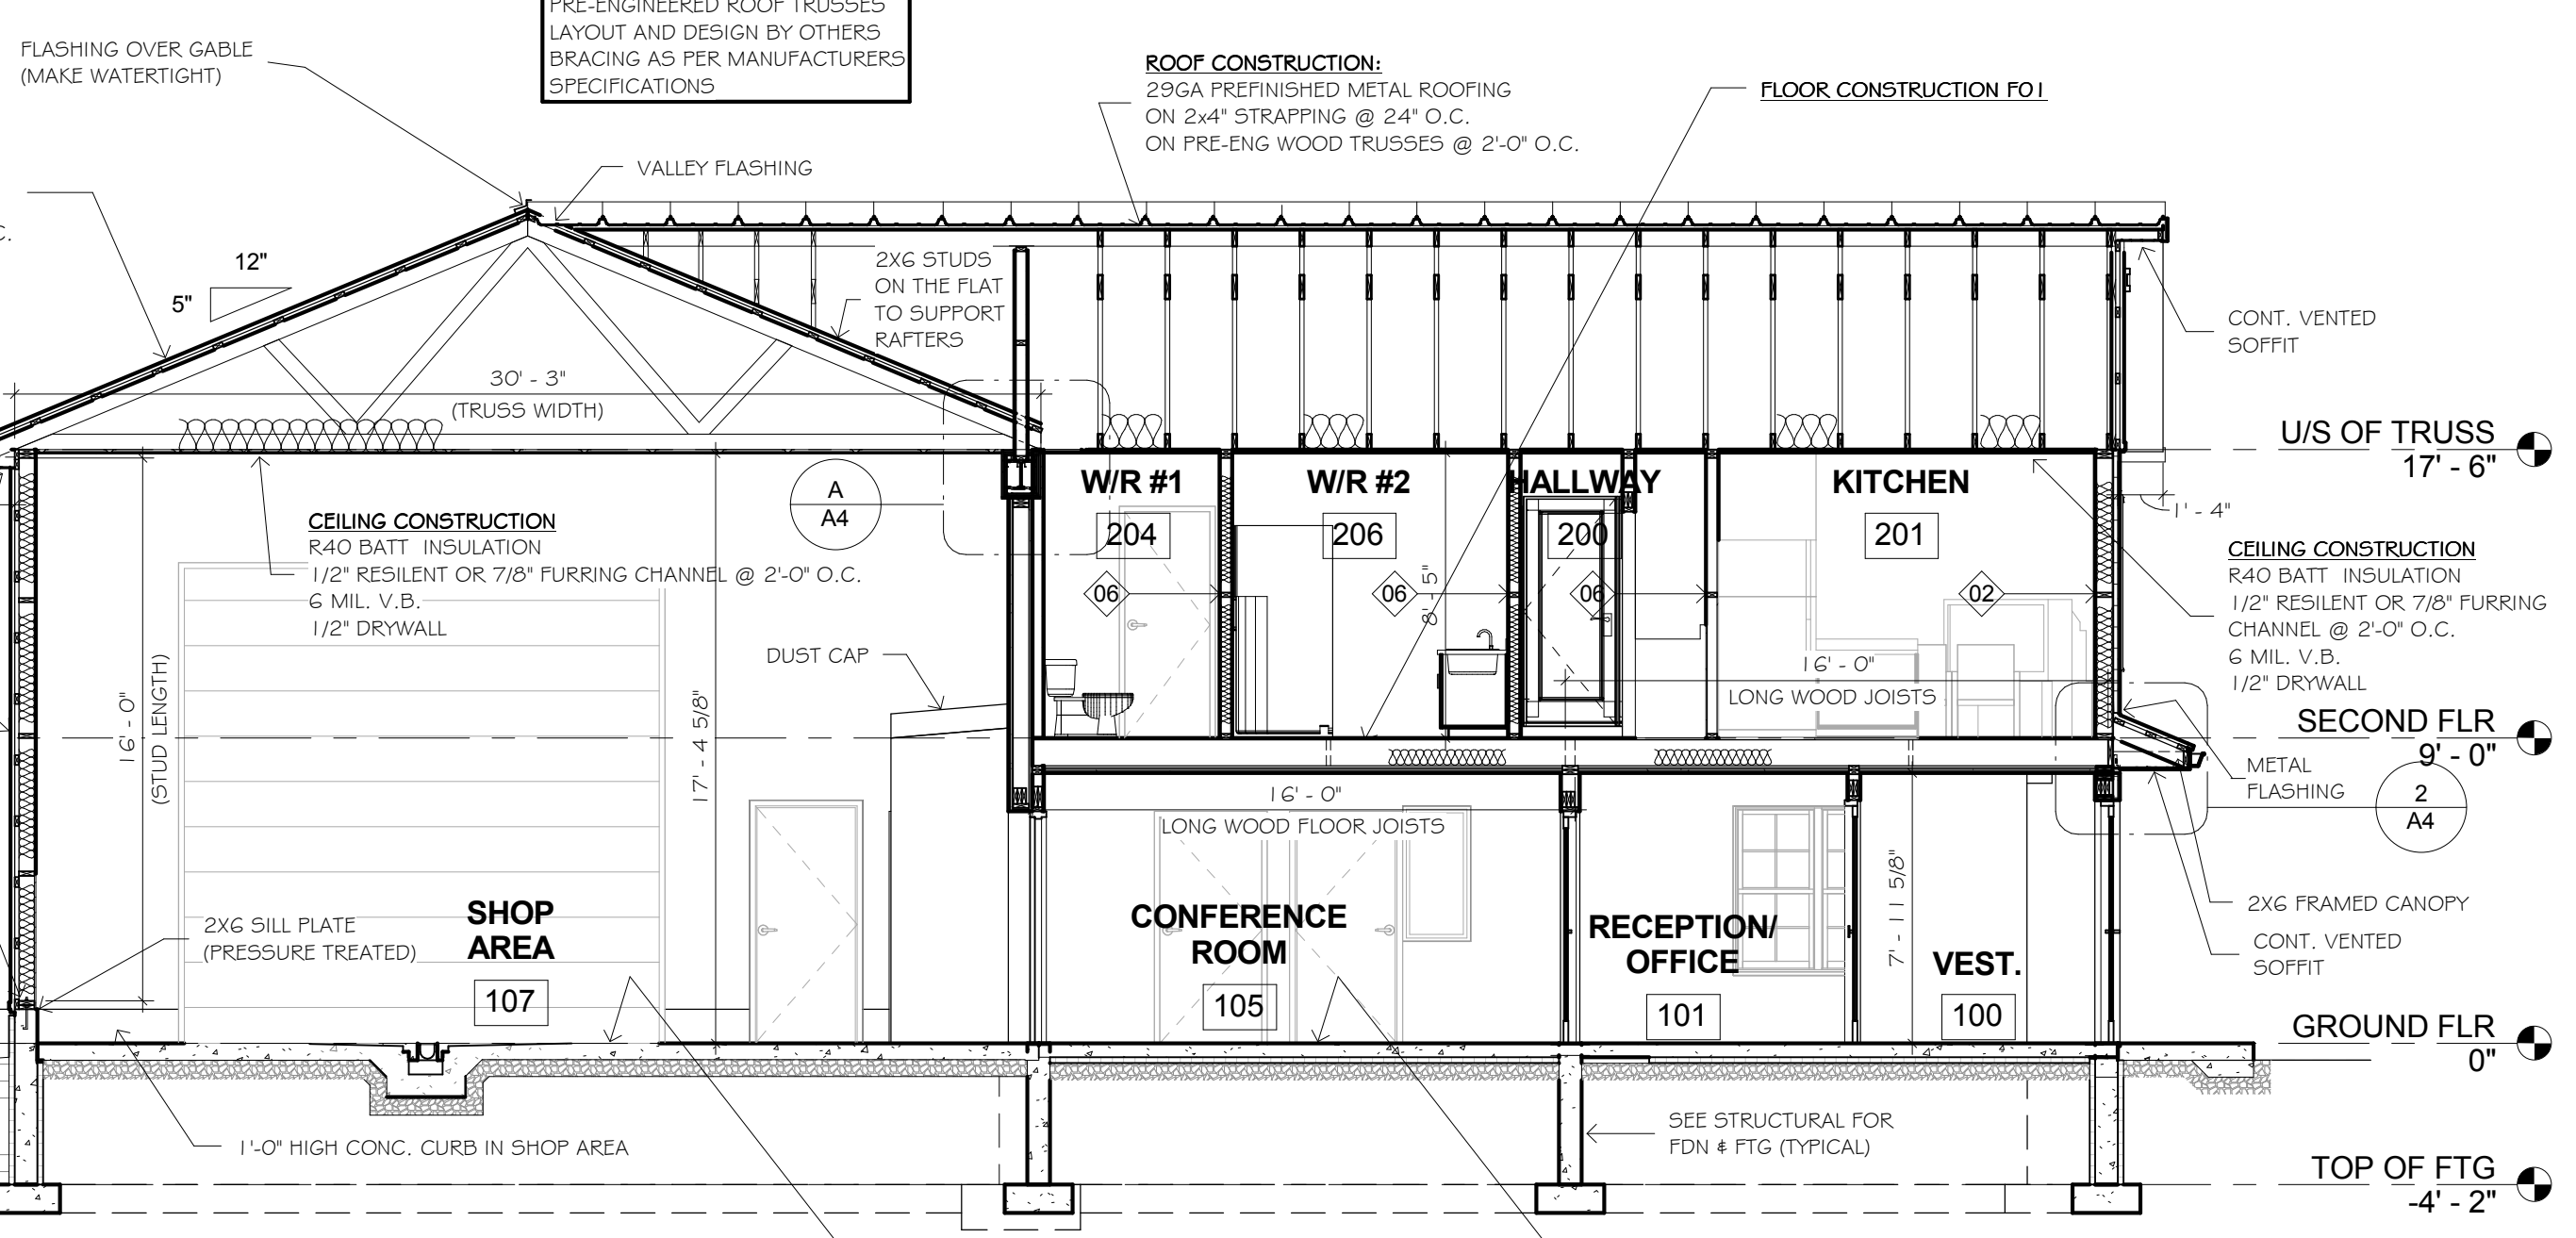 PRE-ENGINEERED ROOF TRUSSES
LAYOUT AND DESIGN BY OTHERS
BRACING AS PER MANUFACTURERS
SPECIFICATIONS
FLASHING OVER GABLE
(MAKE WATERTIGHT)
ROOF CONSTRUCTION:
29GA PREFINISHED METAL ROOFING
ON 2x4" STRAPPING @ 24" O.C.
ON PRE-ENG WOOD TRUSSES @ 2'-0" O.C.
FLOOR CONSTRUCTION F01
VALLEY FLASHING
12"
5"
2X6 STUDS
ON THE FLAT
TO SUPPORT
RAFTERS
CONT. VENTED
SOFFIT
30' - 3"
(TRUSS WIDTH)
U/S OF TRUSS
17' - 6"
1' - 4"
A
A4
W/R #1
204
W/R #2
206
HALLWAY
200
KITCHEN
201
CEILING CONSTRUCTION
R40 BATT INSULATION
1/2" RESILENT OR 7/8" FURRING CHANNEL @ 2'-0" O.C.
6 MIL. V.B.
1/2" DRYWALL
CEILING CONSTRUCTION
R40 BATT INSULATION
1/2" RESILENT OR 7/8" FURRING
CHANNEL @ 2'-0" O.C.
6 MIL. V.B.
1/2" DRYWALL
06
06
06
02
8' - 5"
DUST CAP
16' - 0"
LONG WOOD JOISTS
16' - 0"
(STUD LENGTH)
17' - 4 5/8"
SECOND FLR
9' - 0"
METAL
FLASHING
2
A4
16' - 0"
LONG WOOD FLOOR JOISTS
7' - 11 5/8"
2X6 FRAMED CANOPY
CONT. VENTED
SOFFIT
2X6 SILL PLATE
(PRESSURE TREATED)
SHOP
AREA
107
CONFERENCE
ROOM
105
RECEPTION/
OFFICE
101
VEST.
100
GROUND FLR
0"
1'-0" HIGH CONC. CURB IN SHOP AREA
SEE STRUCTURAL FOR
FDN & FTG (TYPICAL)
TOP OF FTG
-4' - 2"